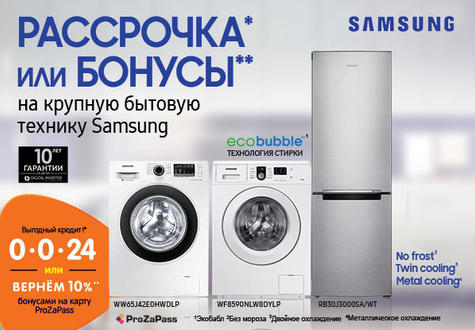 РАССРОЧКА*
SAMSUNG
или БОНУСЫ**
на крупную бытовую
технику Samsung
10 ЛЕТ
ГАРАНТИИ
DIGITAL INVERTER
ecobubble™¹
ТЕХНОЛОГИЯ СТИРКИ
Выгодный кредит!*
0·0·24
или
ВЕРНЁМ 10%**
бонусами на карту
ProZaPass
No frost²
Twin cooling³
Metal cooling⁴
WW65J42E0HWDLP
WF8590NLW8DYLP
RB30J3000SA/WT
ProZaPass
¹Экобабл ²Без мороза ³Двойное охлаждение ⁴Металлическое охлаждение